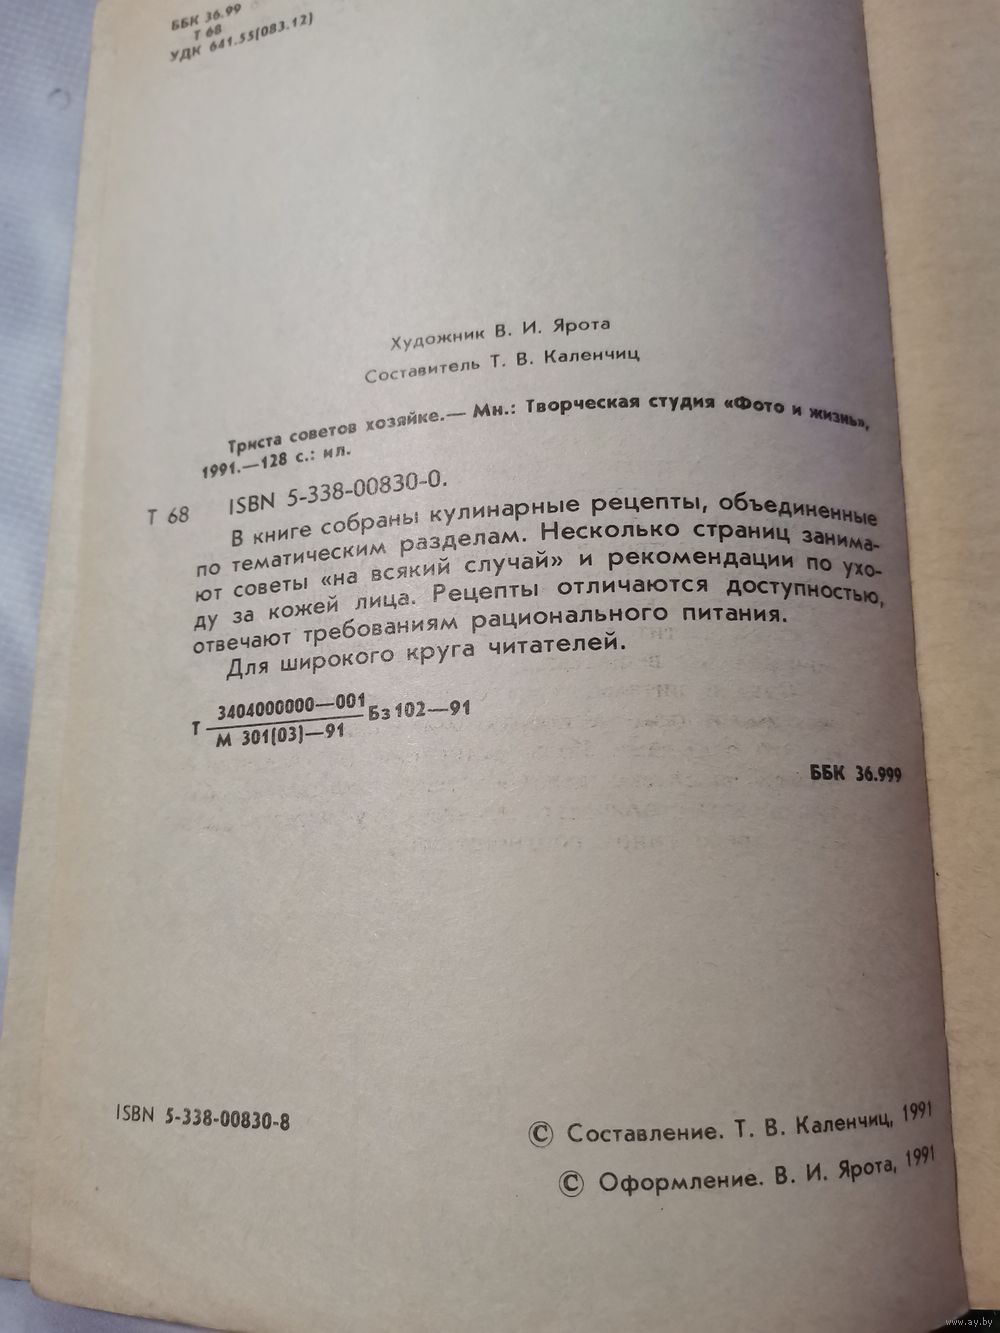 ББК 36.99
Т 68
УДК 641.55(083.12)
Художник В. И. Ярота
Составитель Т. В. Каленчиц
Триста советов хозяйке.— Мн.: Творческая студия «Фото и жизнь»,
1991.—128 с.: ил.
Т 68 ISBN 5-338-00830-0.
В книге собраны кулинарные рецепты, объединенные
по тематическим разделам. Несколько страниц занима-
ют советы «на всякий случай» и рекомендации по ухо-
ду за кожей лица. Рецепты отличаются доступностью,
отвечают требованиям рационального питания.
Для широкого круга читателей.
3404000000—001
Т Бз 102—91
М 301(03)—91
ББК 36.999
ISBN 5-338-00830-8
© Составление. Т. В. Каленчиц, 1991
© Оформление. В. И. Ярота, 1991
www.ay.by